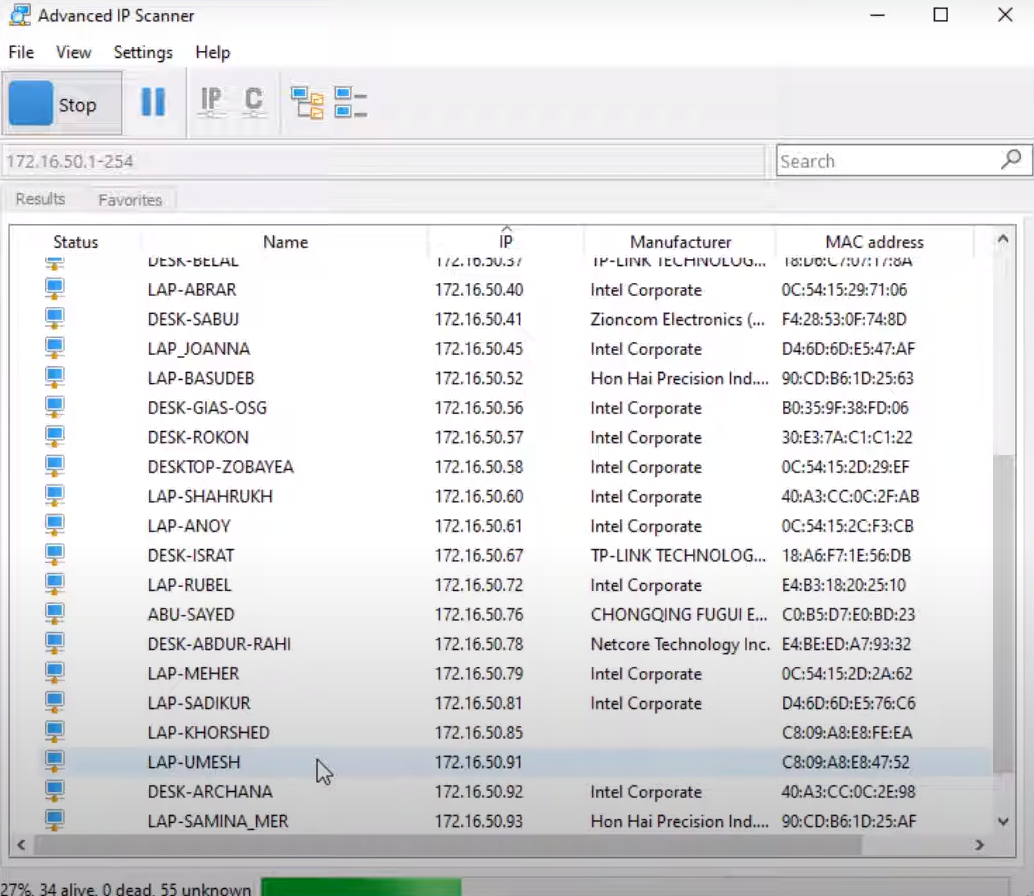 Advanced IP Scanner
File View Settings Help
Stop IP C
172.16.50.1-254 Search
Results Favorites
Status Name IP Manufacturer MAC address
DESK-BELAL 172.16.50.37 TP-LINK TECHNOLOG... 18:D6:C7:07:17:8A
LAP-ABRAR 172.16.50.40 Intel Corporate 0C:54:15:29:71:06
DESK-SABUJ 172.16.50.41 Zioncom Electronics (... F4:28:53:0F:74:8D
LAP_JOANNA 172.16.50.45 Intel Corporate D4:6D:6D:E5:47:AF
LAP-BASUDEB 172.16.50.52 Hon Hai Precision Ind.... 90:CD:B6:1D:25:63
DESK-GIAS-OSG 172.16.50.56 Intel Corporate B0:35:9F:38:FD:06
DESK-ROKON 172.16.50.57 Intel Corporate 30:E3:7A:C1:C1:22
DESKTOP-ZOBAYEA 172.16.50.58 Intel Corporate 0C:54:15:2D:29:EF
LAP-SHAHRUKH 172.16.50.60 Intel Corporate 40:A3:CC:0C:2F:AB
LAP-ANOY 172.16.50.61 Intel Corporate 0C:54:15:2C:F3:CB
DESK-ISRAT 172.16.50.67 TP-LINK TECHNOLOG... 18:A6:F7:1E:56:DB
LAP-RUBEL 172.16.50.72 Intel Corporate E4:B3:18:20:25:10
ABU-SAYED 172.16.50.76 CHONGQING FUGUI E... C0:B5:D7:E0:BD:23
DESK-ABDUR-RAHI 172.16.50.78 Netcore Technology Inc. E4:BE:ED:A7:93:32
LAP-MEHER 172.16.50.79 Intel Corporate 0C:54:15:2D:2A:62
LAP-SADIKUR 172.16.50.81 Intel Corporate D4:6D:6D:E5:76:C6
LAP-KHORSHED 172.16.50.85 C8:09:A8:E8:FE:EA
LAP-UMESH 172.16.50.91 C8:09:A8:E8:47:52
DESK-ARCHANA 172.16.50.92 Intel Corporate 40:A3:CC:0C:2E:98
LAP-SAMINA_MER 172.16.50.93 Hon Hai Precision Ind.... 90:CD:B6:1D:25:AF
27%, 34 alive, 0 dead, 55 unknown